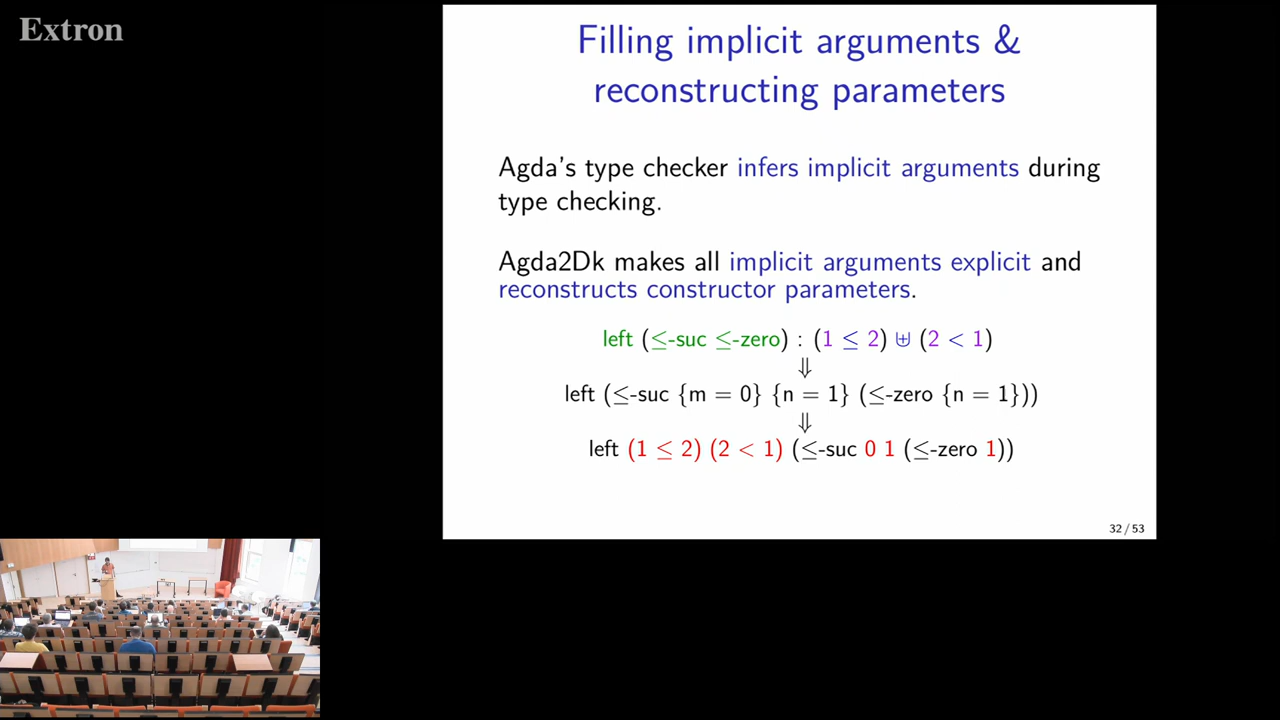 Extron
Filling implicit arguments &
reconstructing parameters
Agda's type checker infers implicit arguments during
type checking.
Agda2Dk makes all implicit arguments explicit and
reconstructs constructor parameters.
left (≤-suc ≤-zero) : (1 ≤ 2) ⊎ (2 < 1)
⇓
left (≤-suc {m = 0} {n = 1} (≤-zero {n = 1}))
⇓
left (1 ≤ 2) (2 < 1) (≤-suc 0 1 (≤-zero 1))
32 / 53